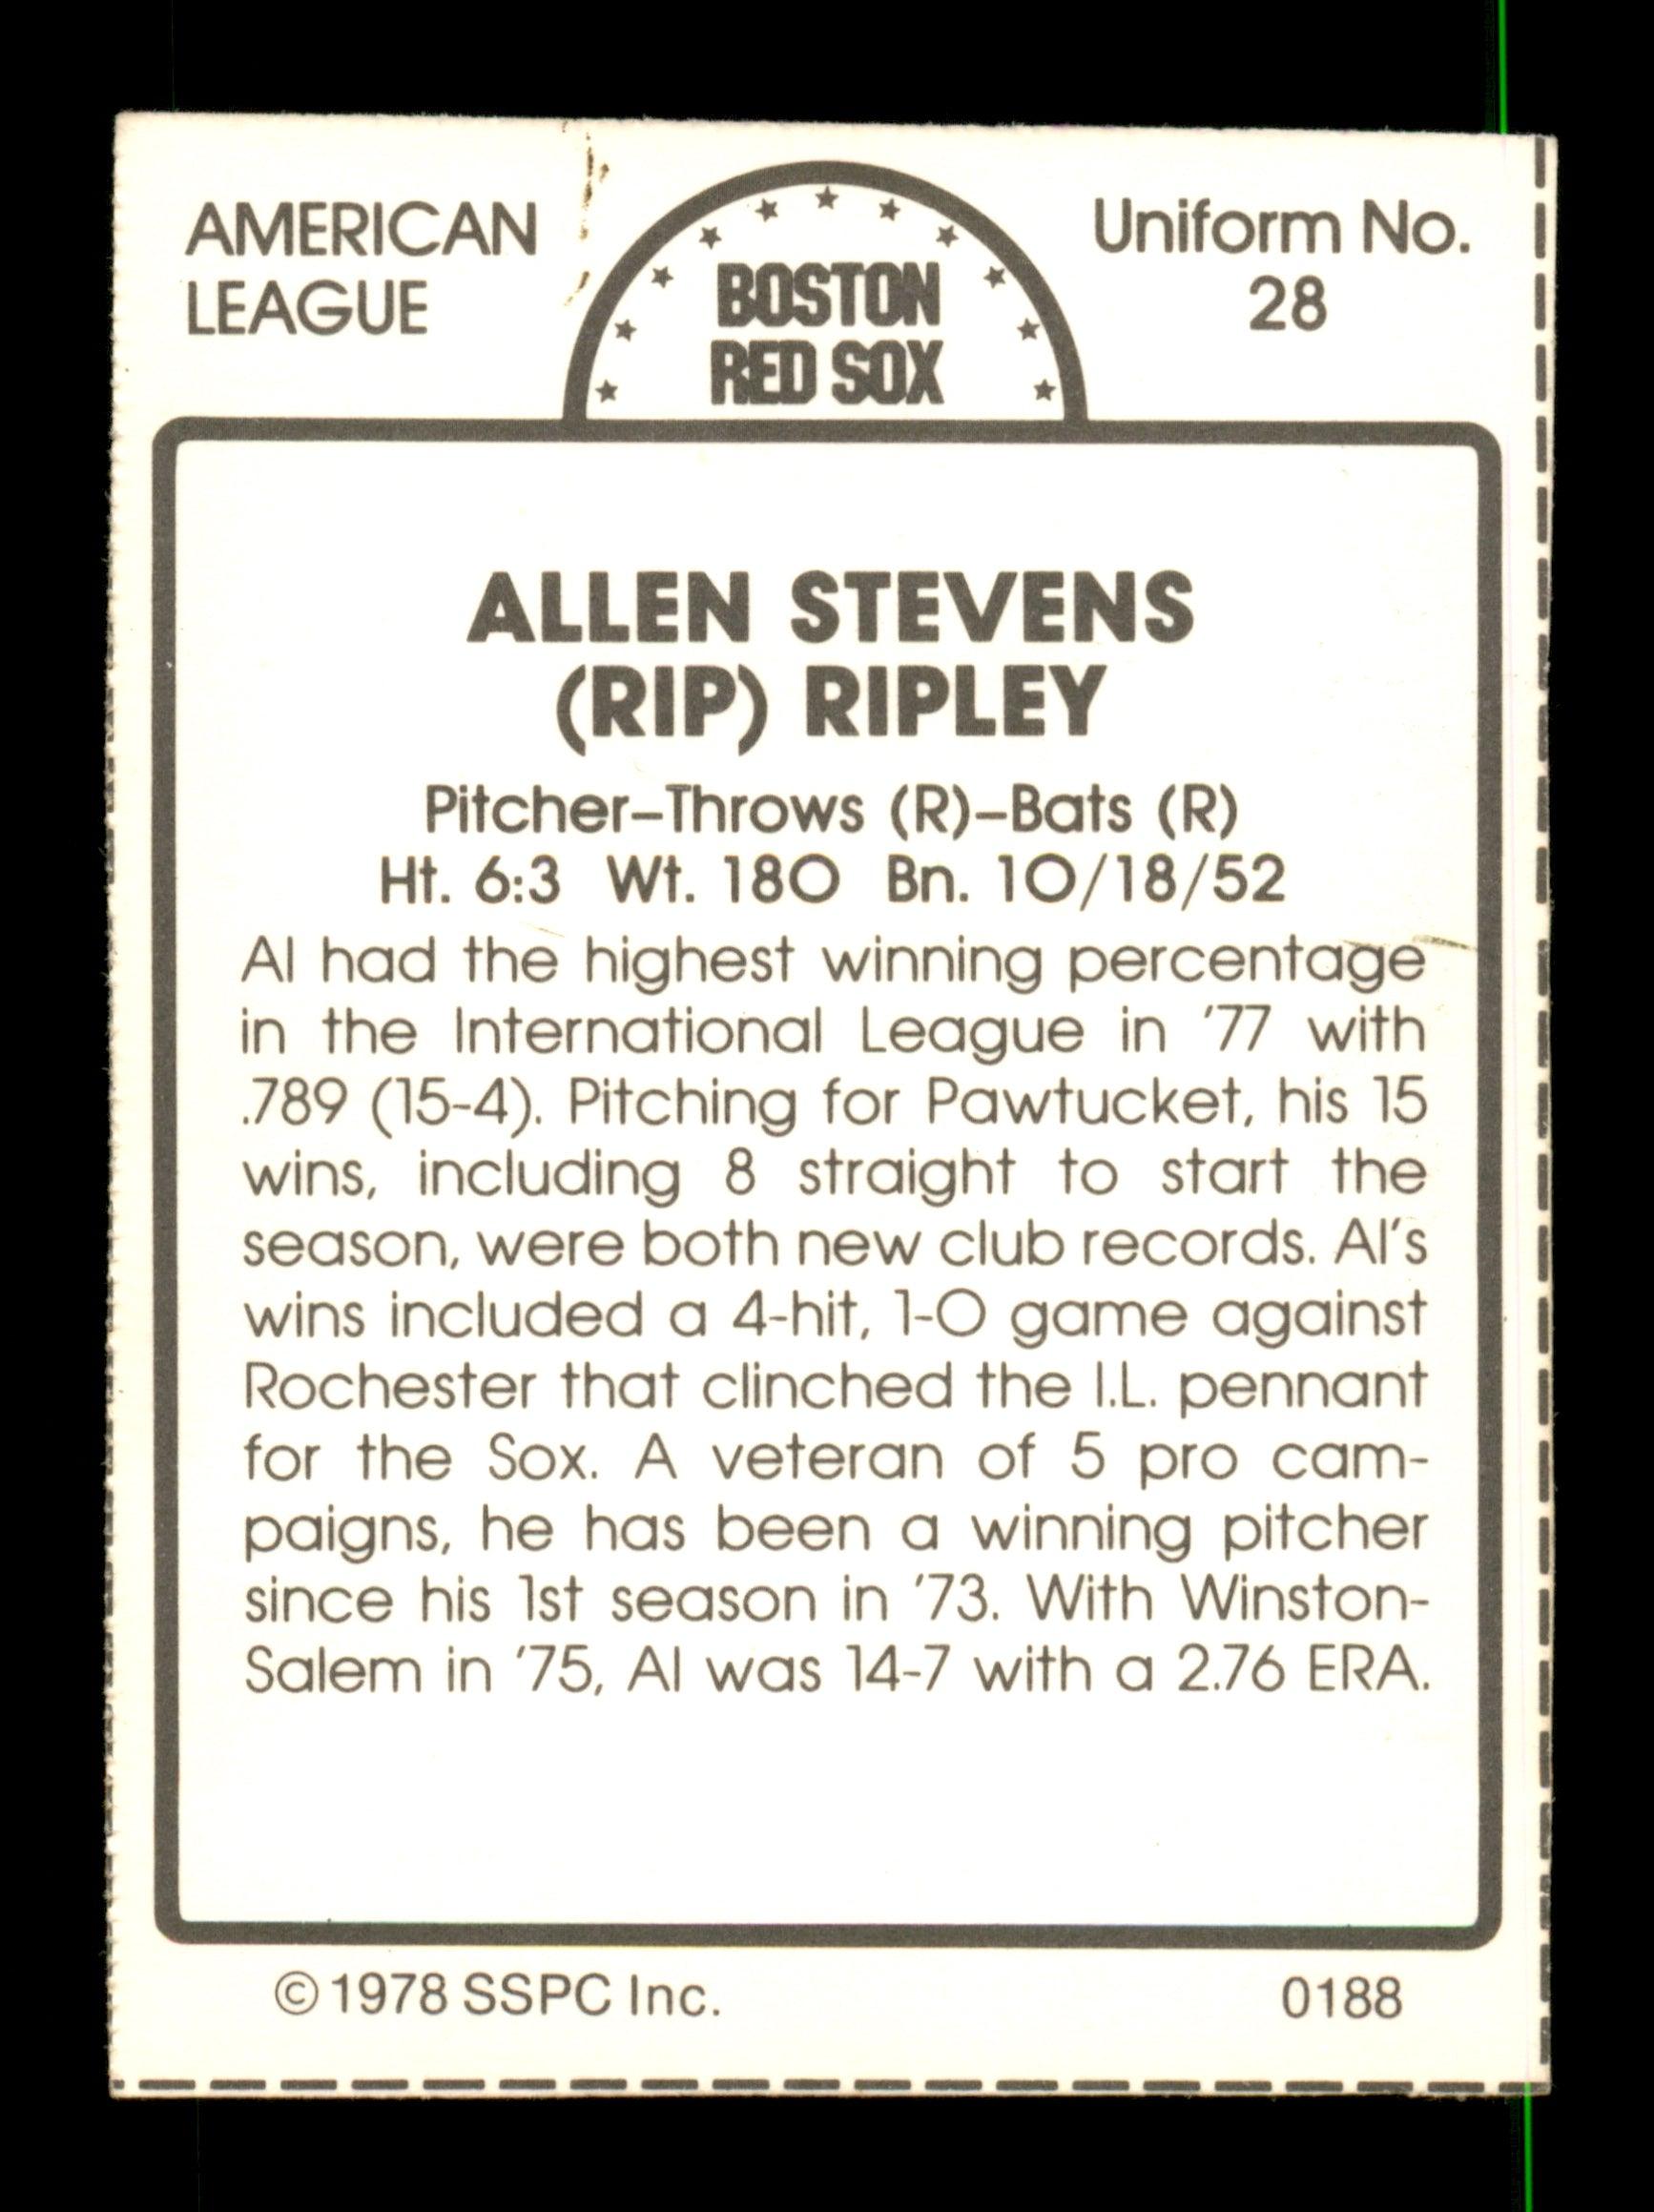 AMERICAN
LEAGUE
BOSTON
RED SOX
Uniform No.
28
ALLEN STEVENS
(RIP) RIPLEY
Pitcher–Throws (R)–Bats (R)
Ht. 6:3 Wt. 180 Bn. 10/18/52
Al had the highest winning percentage
in the International League in '77 with
.789 (15-4). Pitching for Pawtucket, his 15
wins, including 8 straight to start the
season, were both new club records. Al's
wins included a 4-hit, 1-0 game against
Rochester that clinched the I.L. pennant
for the Sox. A veteran of 5 pro cam-
paigns, he has been a winning pitcher
since his 1st season in '73. With Winston-
Salem in '75, Al was 14-7 with a 2.76 ERA.
©1978 SSPC Inc.
0188